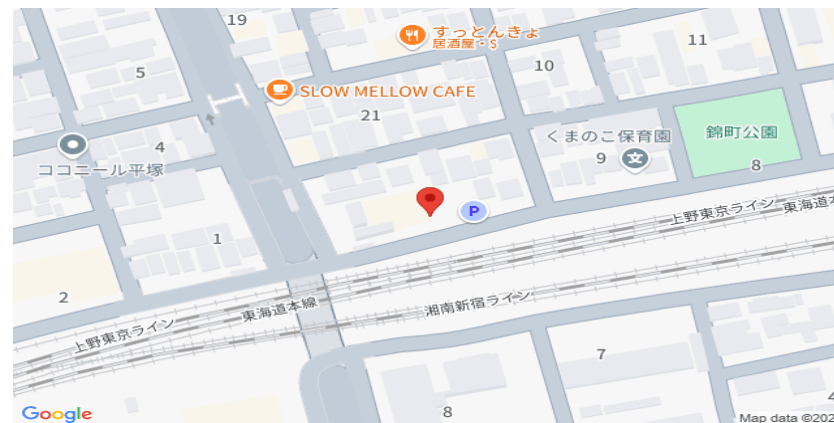 19
すっとんきょ
居酒屋・$
11
5
10
SLOW MELLOW CAFE
21
4
くまのこ保育園
錦町公園
9
8
ココニール平塚
P
上野東京ライン
東海道本
1
2
東海道本線
湘南新宿ライン
上野東京ライン
7
8
4
Google
Map data ©202